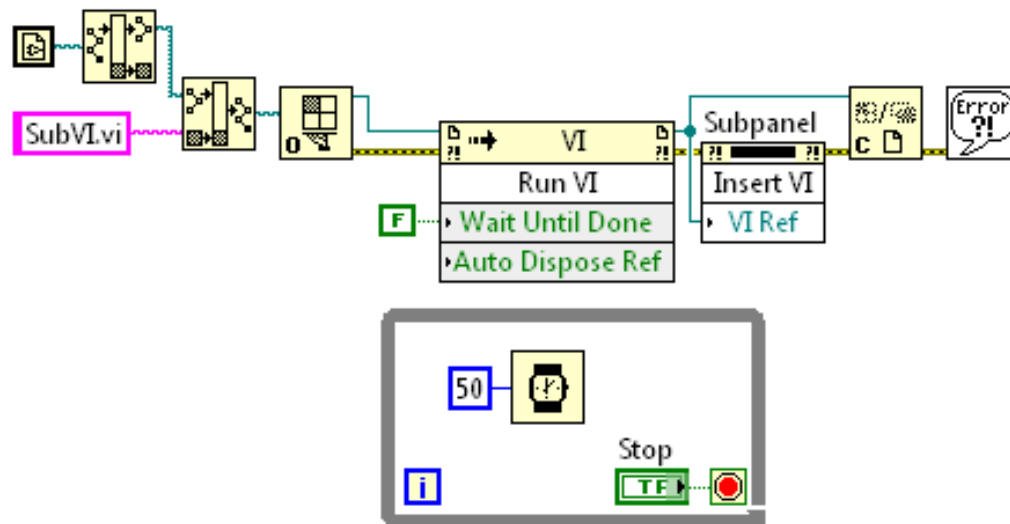 SubVI.vi
O
VI
Run VI
F
Wait Until Done
Auto Dispose Ref
Subpanel
Insert VI
VI Ref
C
Error
?!
50
i
Stop
TF